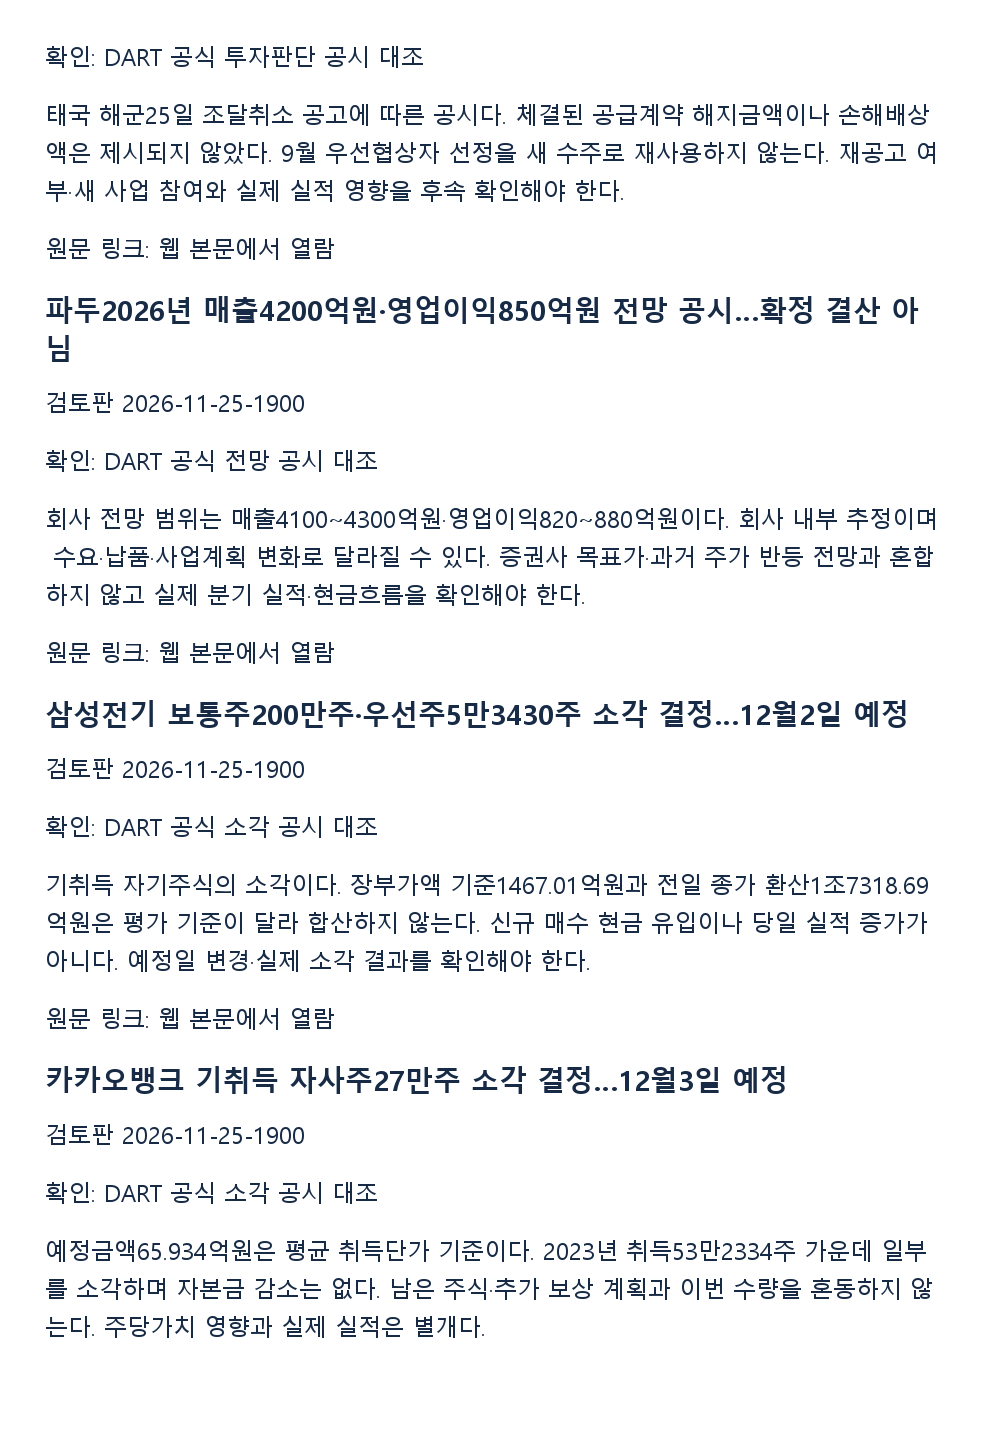 확인: DART 공식 투자판단 공시 대조
태국 해군25일 조달취소 공고에 따른 공시다. 체결된 공급계약 해지금액이나 손해배상
액은 제시되지 않았다. 9월 우선협상자 선정을 새 수주로 재사용하지 않는다. 재공고 여
부·새 사업 참여와 실제 실적 영향을 후속 확인해야 한다.
원문 링크: 웹 본문에서 열람
파두2026년 매출4200억원·영업이익850억원 전망 공시…확정 결산 아
님
검토판 2026-11-25-1900
확인: DART 공식 전망 공시 대조
회사 전망 범위는 매출4100~4300억원·영업이익820~880억원이다. 회사 내부 추정이며
수요·납품·사업계획 변화로 달라질 수 있다. 증권사 목표가·과거 주가 반등 전망과 혼합
하지 않고 실제 분기 실적·현금흐름을 확인해야 한다.
원문 링크: 웹 본문에서 열람
삼성전기 보통주200만주·우선주5만3430주 소각 결정…12월2일 예정
검토판 2026-11-25-1900
확인: DART 공식 소각 공시 대조
기취득 자기주식의 소각이다. 장부가액 기준1467.01억원과 전일 종가 환산1조7318.69
억원은 평가 기준이 달라 합산하지 않는다. 신규 매수 현금 유입이나 당일 실적 증가가
아니다. 예정일 변경·실제 소각 결과를 확인해야 한다.
원문 링크: 웹 본문에서 열람
카카오뱅크 기취득 자사주27만주 소각 결정…12월3일 예정
검토판 2026-11-25-1900
확인: DART 공식 소각 공시 대조
예정금액65.934억원은 평균 취득단가 기준이다. 2023년 취득53만2334주 가운데 일부
를 소각하며 자본금 감소는 없다. 남은 주식·추가 보상 계획과 이번 수량을 혼동하지 않
는다. 주당가치 영향과 실제 실적은 별개다.